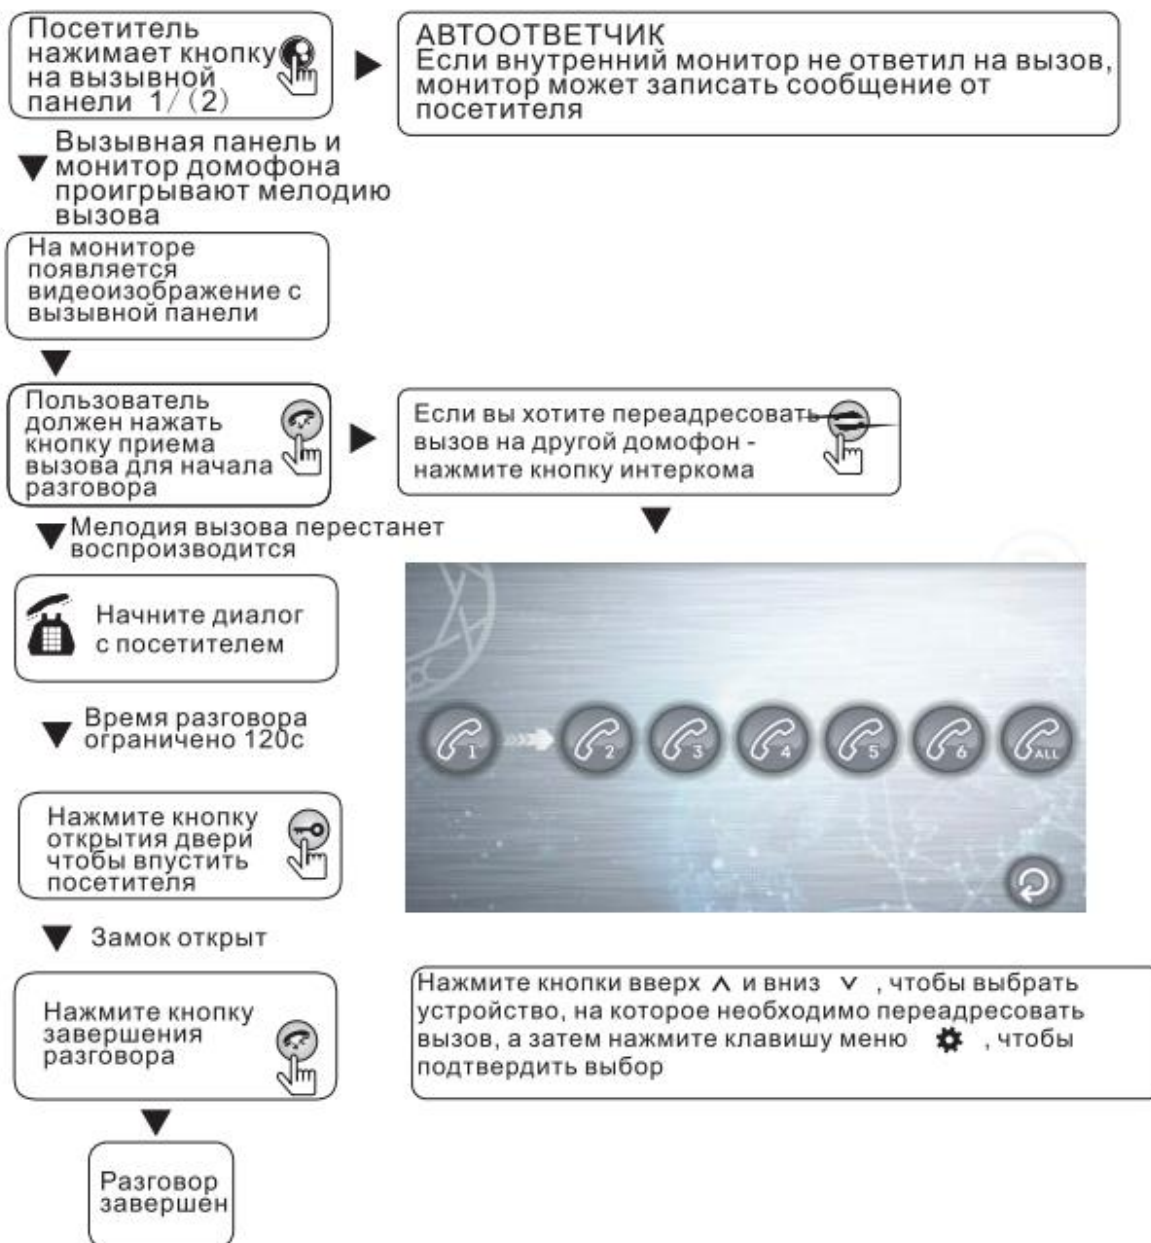 Посетитель
нажимает кнопку
на вызывной
панели 1/(2)
АВТООТВЕТЧИК
Если внутренний монитор не ответил на вызов,
монитор может записать сообщение от
посетителя
Вызывная панель и
монитор домофона
проигрывают мелодию
вызова
На мониторе
появляется
видеоизображение с
вызывной панели
Пользователь
должен нажать
кнопку приема
вызова для начала
разговора
Если вы хотите переадресовать
вызов на другой домофон -
нажмите кнопку интеркома
Мелодия вызова перестанет
воспроизводится
Начните диалог
с посетителем
Время разговора
ограничено 120с
1 2 3 4 5 6 ALL
Нажмите кнопку
открытия двери
чтобы впустить
посетителя
Замок открыт
Нажмите кнопку
завершения
разговора
Нажмите кнопки вверх ∧ и вниз ∨ , чтобы выбрать
устройство, на которое необходимо переадресовать
вызов, а затем нажмите клавишу меню , чтобы
подтвердить выбор
Разговор
завершен